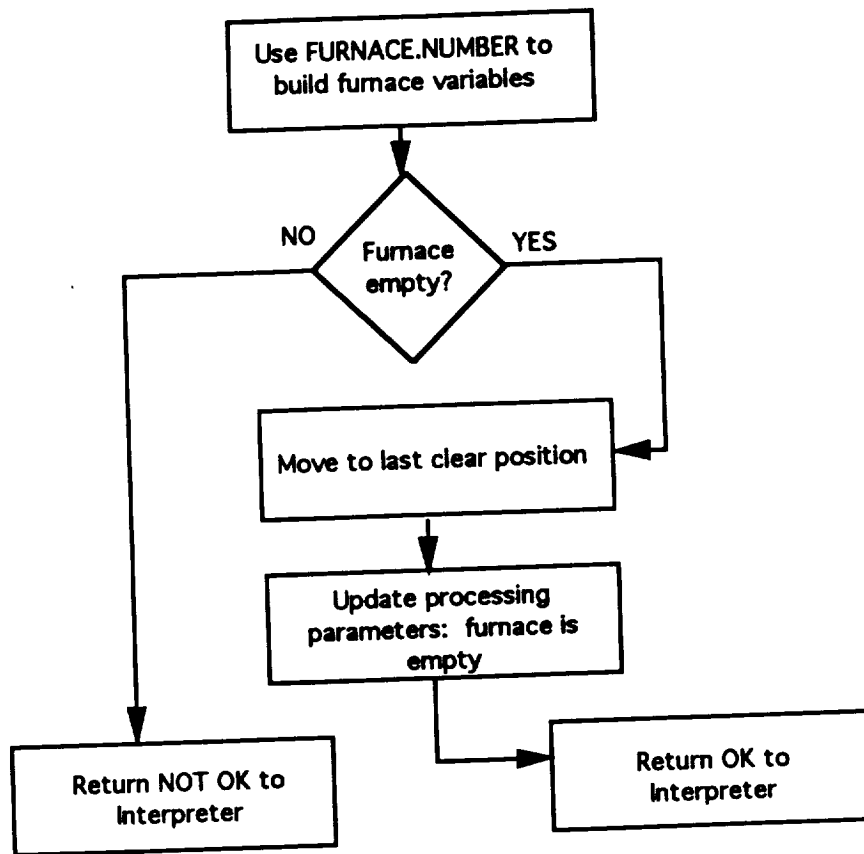 Use FURNACE.NUMBER to
build furnace variables
NO
Furnace
empty?
YES
Move to last clear position
Update processing
parameters: furnace is
empty
Return NOT OK to
Interpreter
Return OK to
Interpreter